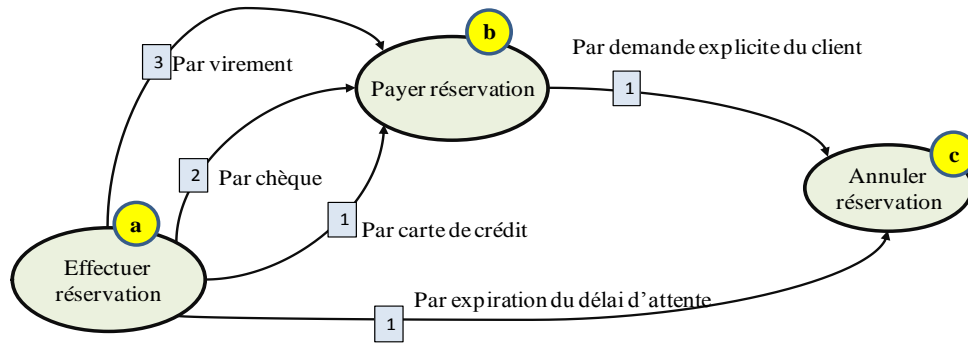 b
3
Par virement
Payer réservation
Par demande explicite du client
1
2
Par chèque
c
Annuler
réservation
a
1
Par carte de crédit
Effectuer
réservation
Par expiration du délai d'attente
1